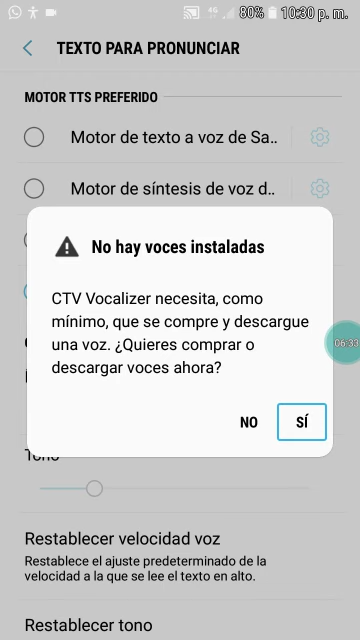 4G 80% 10:30 p. m.
TEXTO PARA PRONUNCIAR
MOTOR TTS PREFERIDO
Motor de texto a voz de Sa..
Motor de síntesis de voz d..
No hay voces instaladas
CTV Vocalizer necesita, como
mínimo, que se compre y descargue
una voz. ¿Quieres comprar o
descargar voces ahora?
06:33
NO SÍ
Tono
Restablecer velocidad voz
Restablece el ajuste predeterminado de la
velocidad a la que se lee el texto en alto.
Restablecer tono